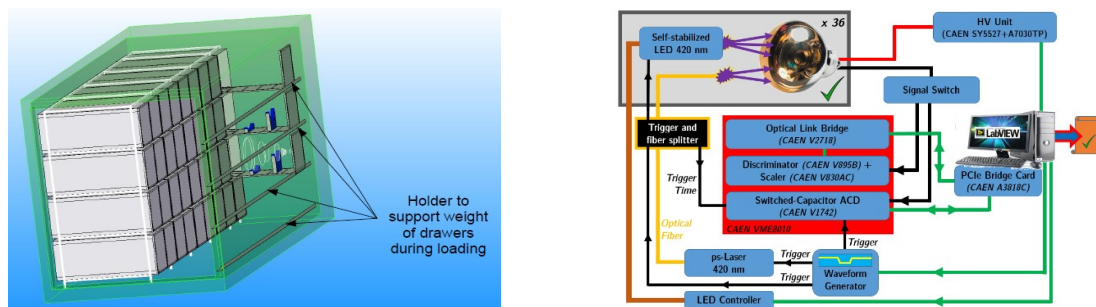 Holder to
support weight
of drawers
during loading
x 36
Self-stabilized
LED 420 nm
HV Unit
(CAEN SY5527+A7030TP)
Signal Switch
Trigger and
fiber splitter
Optical Link Bridge
(CAEN V2718)
Discriminator (CAEN V895B) +
Scaler (CAEN V830AC)
Switched-Capacitor ACD
(CAEN V1742)
CAEN VME8010
LabVIEW
PCIe Bridge Card
(CAEN A3818C)
Trigger
Time
Optical
Fiber
Trigger
Trigger
Trigger
ps-Laser
420 nm
Waveform
Generator
LED Controller